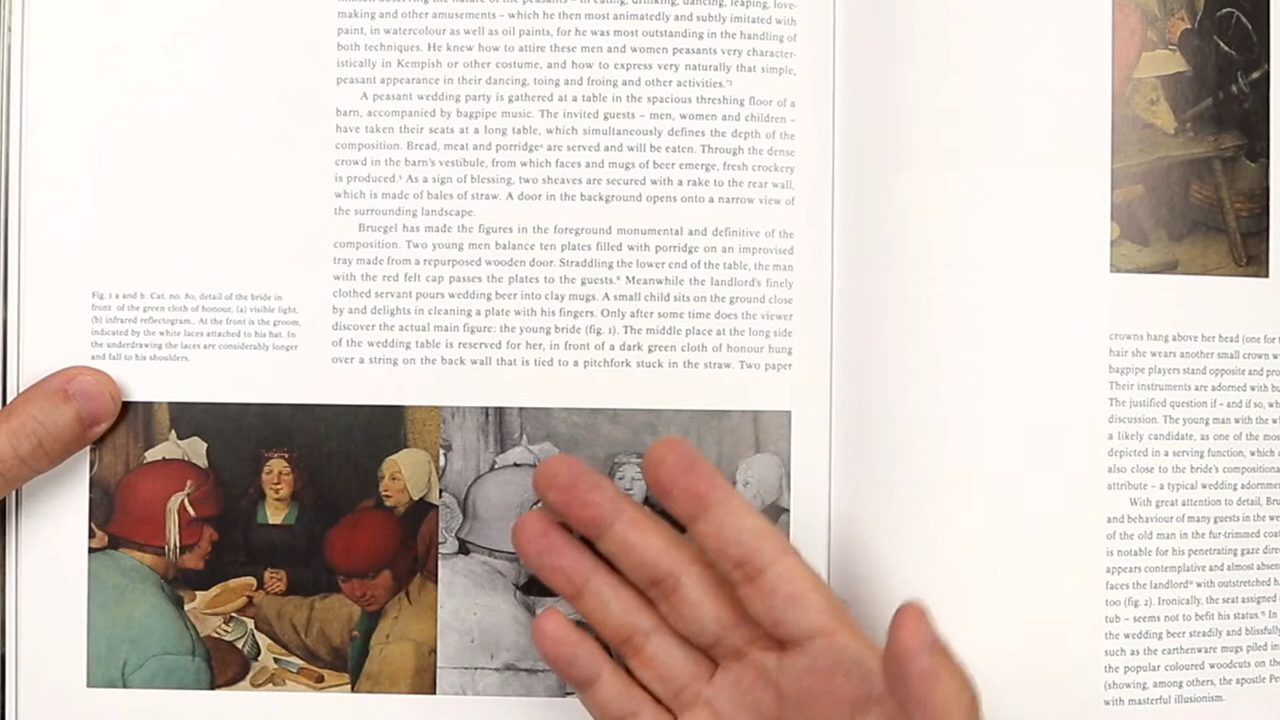 making and other amusements – which he then most animatedly and subtly imitated with
paint, in watercolour as well as oil paints, for he was most outstanding in the handling of
both techniques. He knew how to attire these men and women peasants very character-
istically in Kempish or other costume, and how to express very naturally that simple,
peasant appearance in their dancing, toing and froing and other activities.'³
A peasant wedding party is gathered at a table in the spacious threshing floor of a
barn, accompanied by bagpipe music. The invited guests – men, women and children –
have taken their seats at a long table, which simultaneously defines the depth of the
composition. Bread, meat and porridge⁴ are served and will be eaten. Through the dense
crowd in the barn's vestibule, from which faces and mugs of beer emerge, fresh crockery
is produced.⁵ As a sign of blessing, two sheaves are secured with a rake to the rear wall,
which is made of bales of straw. A door in the background opens onto a narrow view of
the surrounding landscape.
Bruegel has made the figures in the foreground monumental and definitive of the
composition. Two young men balance ten plates filled with porridge on an improvised
tray made from a repurposed wooden door. Straddling the lower end of the table, the man
with the red felt cap passes the plates to the guests.⁶ Meanwhile the landlord's finely
clothed servant pours wedding beer into clay mugs. A small child sits on the ground close
by and delights in cleaning a plate with his fingers. Only after some time does the viewer
discover the actual main figure: the young bride (fig. 1). The middle place at the long side
of the wedding table is reserved for her, in front of a dark green cloth of honour hung
over a string on the back wall that is tied to a pitchfork stuck in the straw. Two paper
Fig. 1 a and b: Cat. no. 80, detail of the bride in
front of the green cloth of honour, (a) visible light,
(b) infrared reflectogram.. At the front is the groom,
indicated by the white laces attached to his hat. In
the underdrawing the laces are considerably longer
and fall to his shoulders.
crowns hang above her head (one for
hair she wears another small crown
bagpipe players stand opposite and
Their instruments are adorned with
The justified question if – and if so,
discussion. The young man with the
a likely candidate, as one of the
depicted in a serving function, which
also close to the bride's
attribute – a typical wedding
With great attention to detail,
and behaviour of many guests in the
of the old man in the fur-trimmed
is notable for his penetrating gaze
appears contemplative and almost
faces the landlord with outstretched
too (fig. 2). Ironically, the seat assigned
tub – seems not to befit his status. In
the wedding beer steadily and
such as the earthenware mugs piled
the popular coloured woodcuts on
(showing, among others, the apostle
with masterful illusionism.